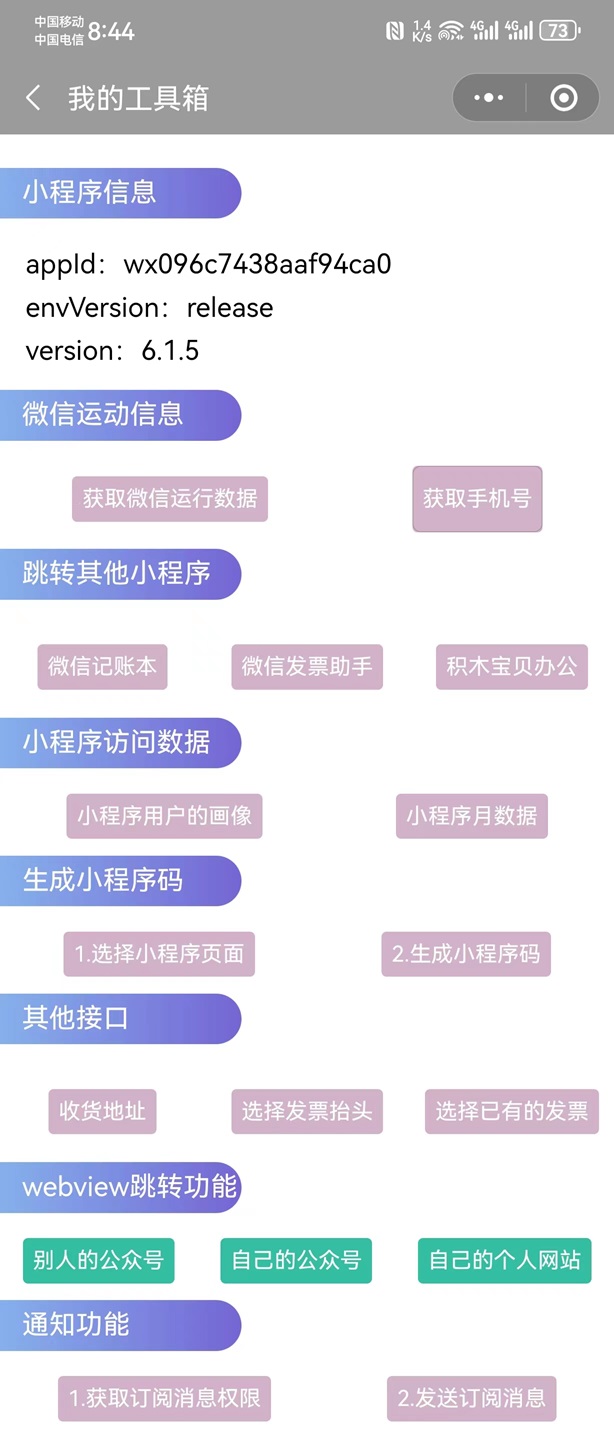 中国移动
中国电信 8:44 1.4 K/s 4G 4G 73
我的工具箱
小程序信息
appId：wx096c7438aaf94ca0
envVersion：release
version：6.1.5
微信运动信息
获取微信运行数据 获取手机号
跳转其他小程序
微信记账本 微信发票助手 积木宝贝办公
小程序访问数据
小程序用户的画像 小程序月数据
生成小程序码
1.选择小程序页面 2.生成小程序码
其他接口
收货地址 选择发票抬头 选择已有的发票
webview跳转功能
别人的公众号 自己的公众号 自己的个人网站
通知功能
1.获取订阅消息权限 2.发送订阅消息